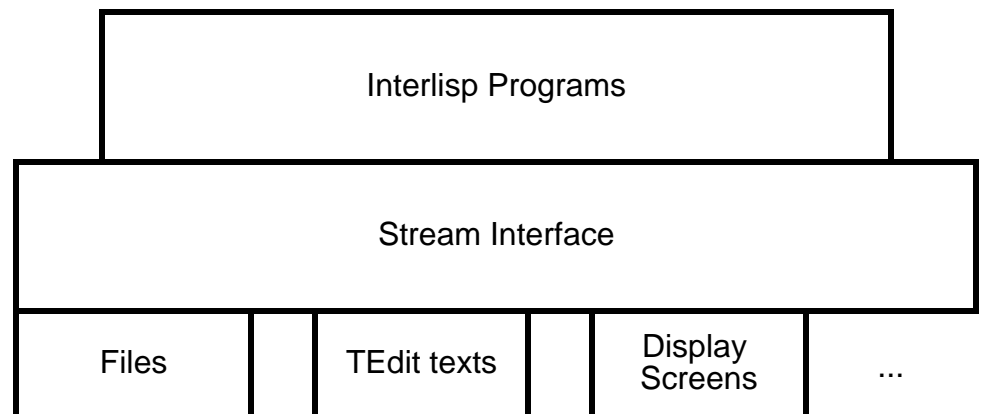 Interlisp Programs
Stream Interface
Files
TEdit texts
Display
Screens
...